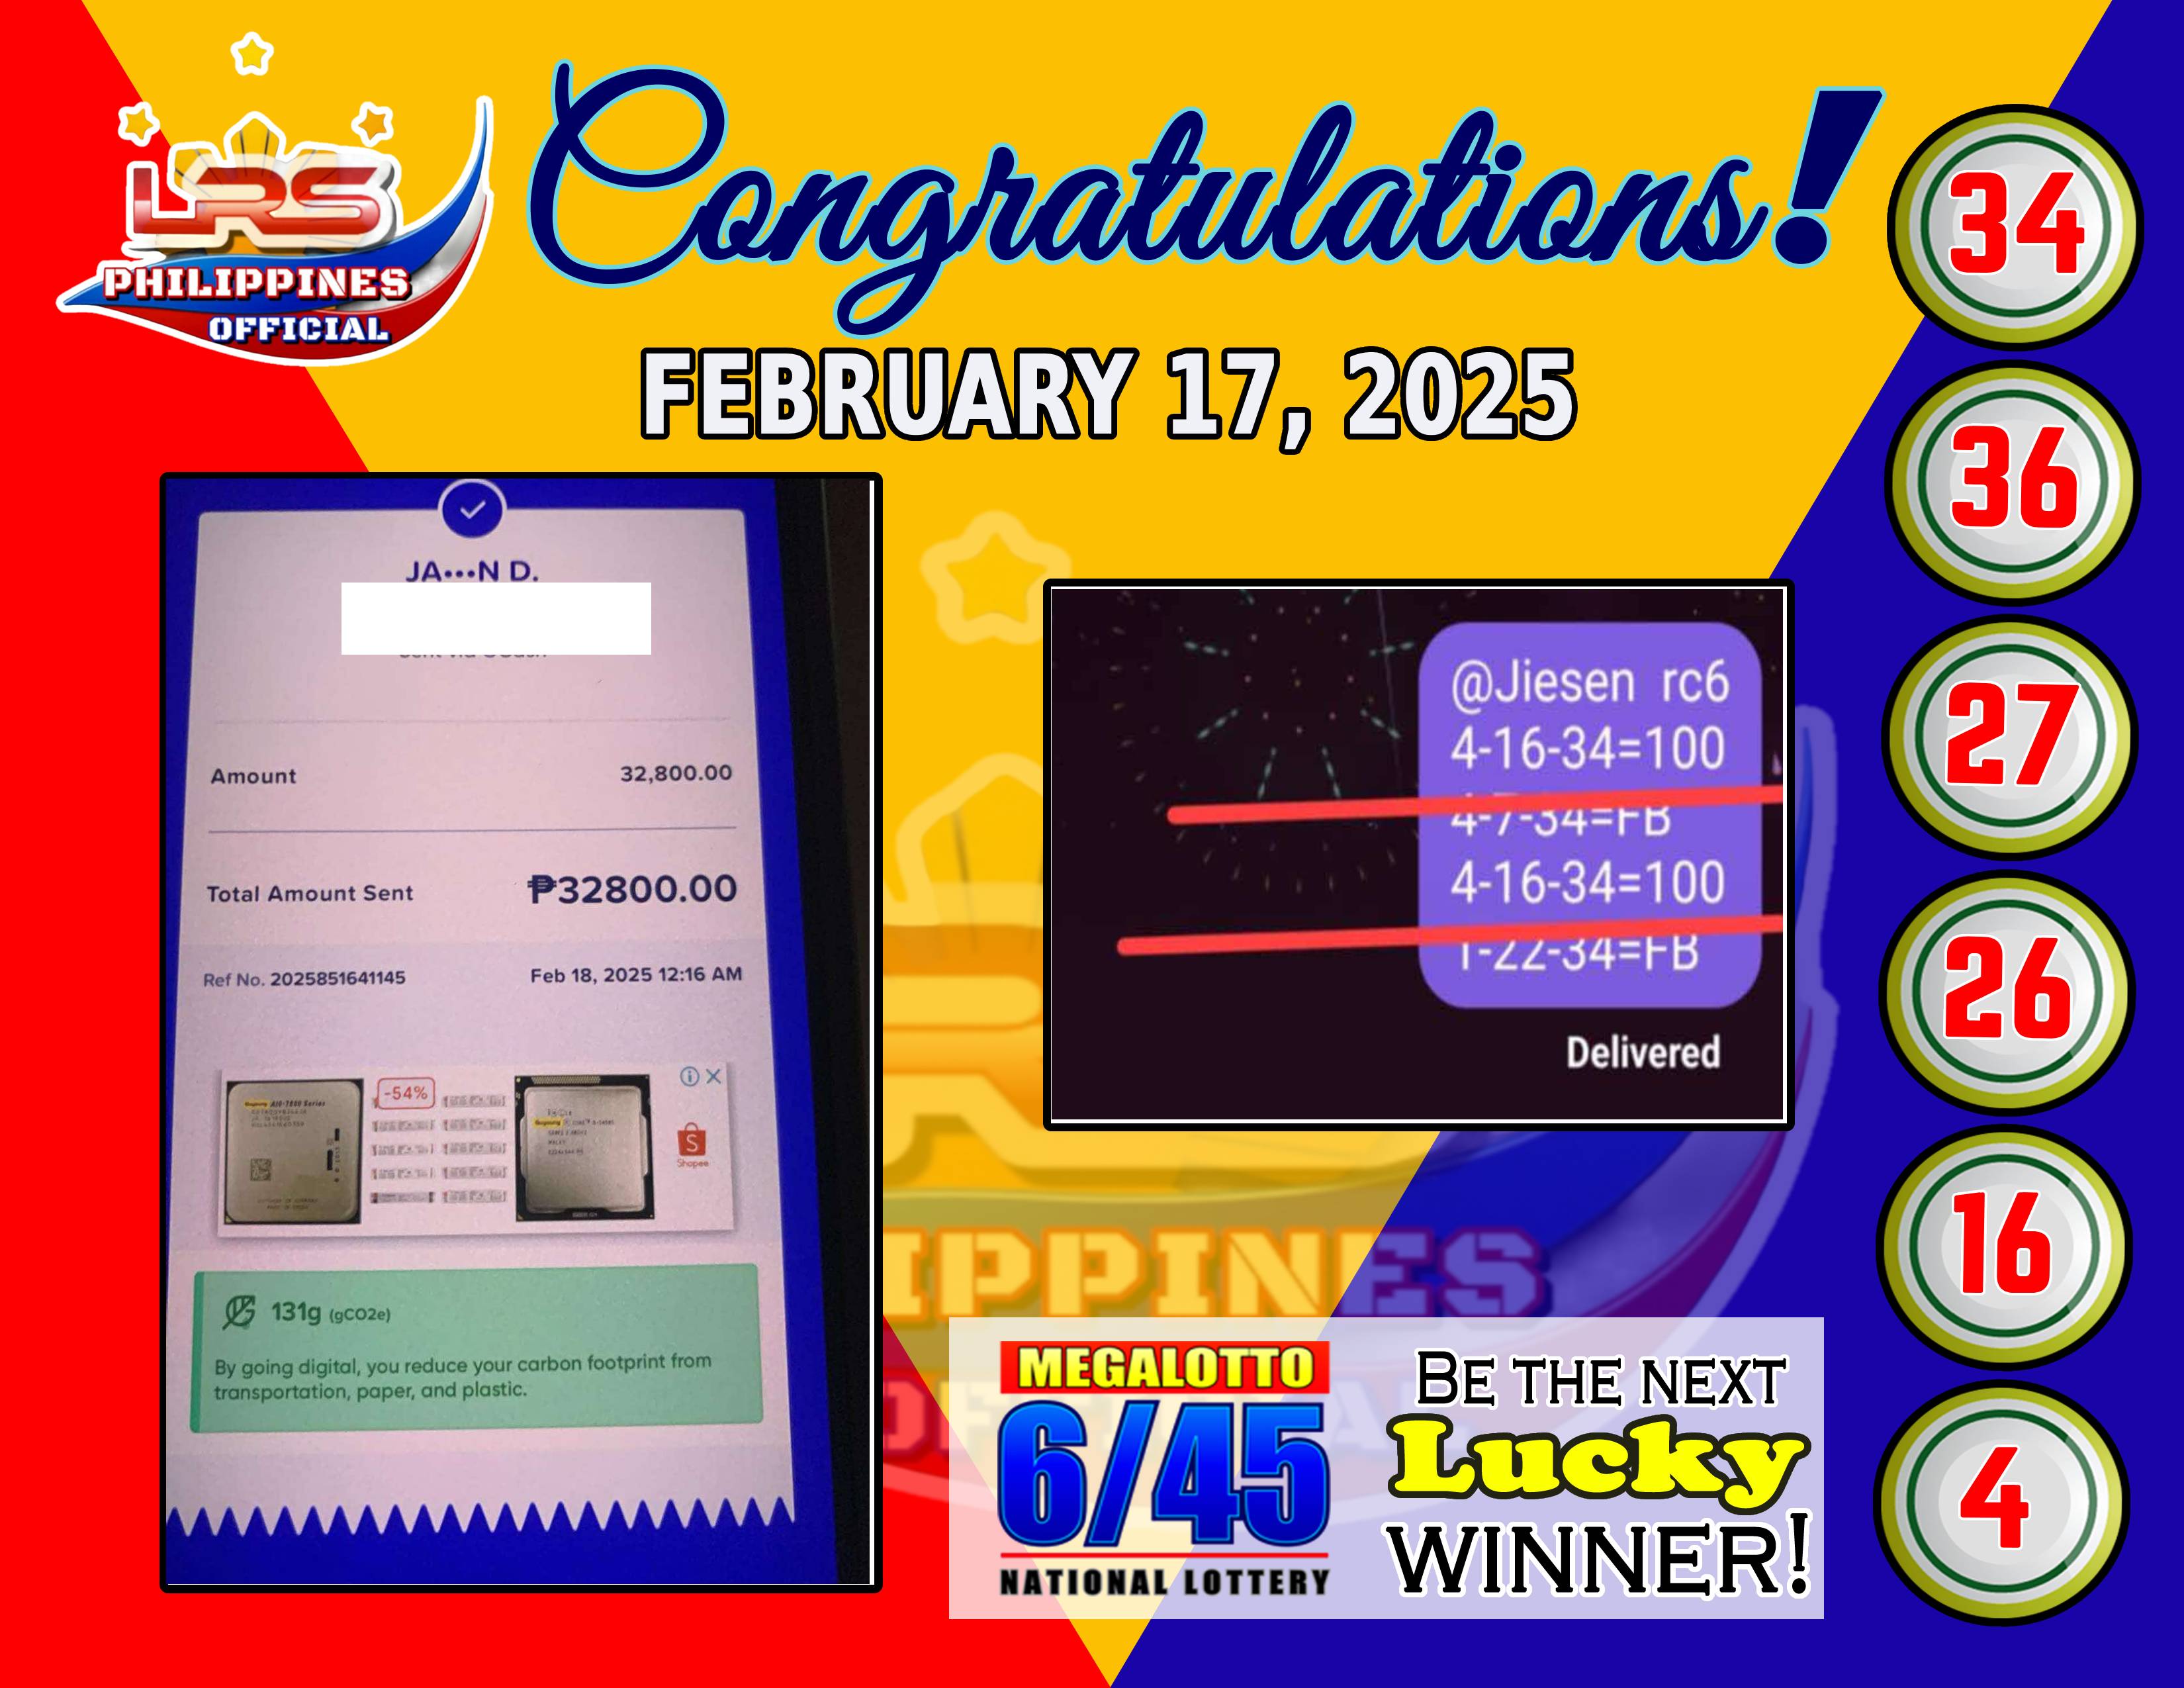 LRS
PHILIPPINES
OFFICIAL
Congratulations!
FEBRUARY 17, 2025
JA•••N D.
Amount 32,800.00
Total Amount Sent ₱32800.00
Ref No. 2025851641145 Feb 18, 2025 12:16 AM
-54%
Shopee
131g (gCO2e)
By going digital, you reduce your carbon footprint from
transportation, paper, and plastic.
@Jiesen rc6
4-16-34=100
4-7-34=FB
4-16-34=100
1-22-34=FB
Delivered
MEGALOTTO
6/45
NATIONAL LOTTERY
BE THE NEXT
Lucky
WINNER!
34
36
27
26
16
4